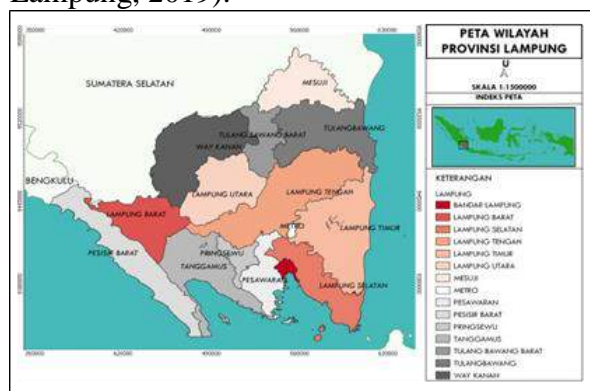 Lampung, 2019).
PETA WILAYAH
PROVINSI LAMPUNG
U
A
SKALA 1:1500000
INDEKS PETA
KETERANGAN
LAMPUNG
BANDAR LAMPUNG
LAMPUNG BARAT
LAMPUNG SELATAN
LAMPUNG TENGAH
LAMPUNG TIMUR
LAMPUNG UTARA
MESUJI
METRO
PESAWARAN
PESISIR BARAT
PRINGSEWU
TANGGAMUS
TULANG BAWANG BARAT
TULANGBAWANG
WAY KANAN
SUMATERA SELATAN
MESUJI
TULANG BAWANG BARAT
TULANGBAWANG
WAY KANAN
BENGKULU
LAMPUNG UTARA
LAMPUNG TENGAH
LAMPUNG BARAT
METRO
LAMPUNG TIMUR
PESISIR BARAT
PRINGSEWU
TANGGAMUS
PESAWARAN
LAMPUNG SELATAN